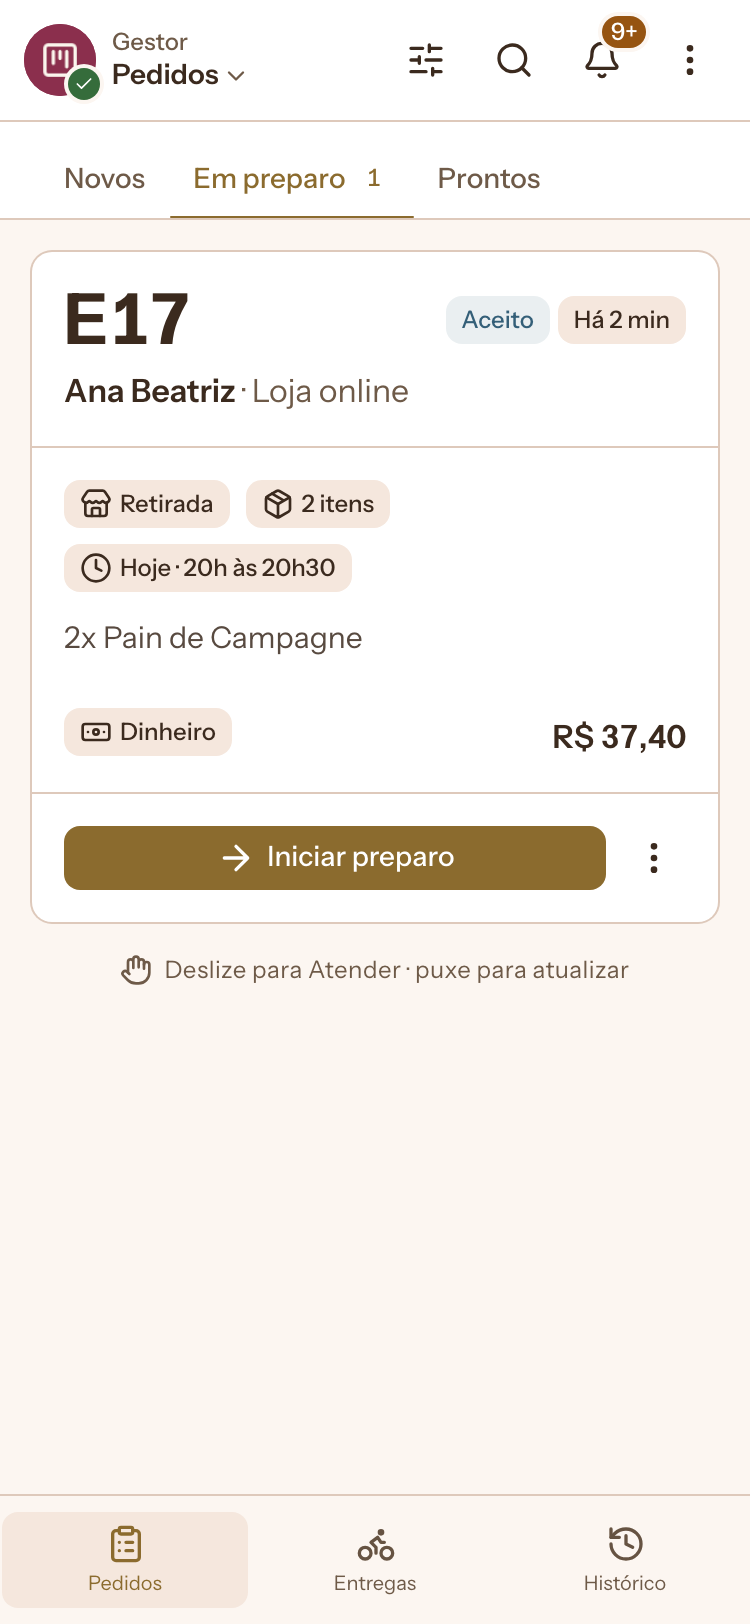 Gestor
Pedidos
9+
Novos
Em preparo 1
Prontos
E17
Aceito
Há 2 min
Ana Beatriz · Loja online
Retirada
2 itens
Hoje · 20h às 20h30
2x Pain de Campagne
Dinheiro
R$ 37,40
Iniciar preparo
Deslize para Atender · puxe para atualizar
Pedidos
Entregas
Histórico